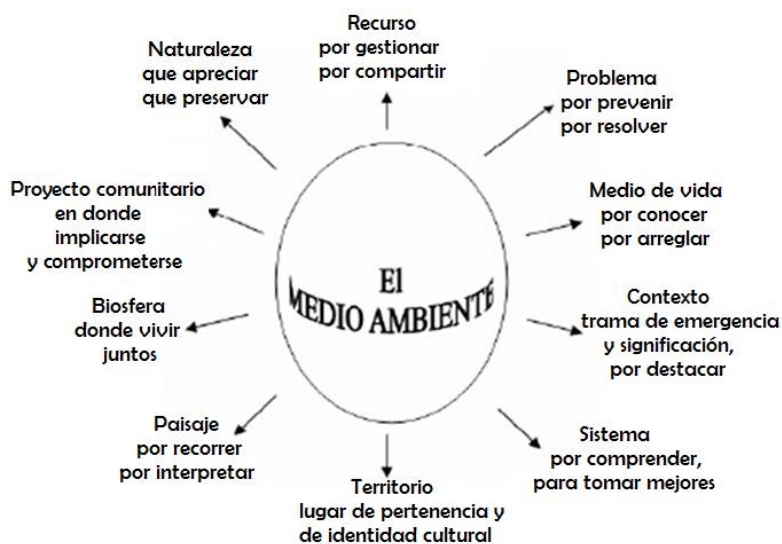 Recurso
por gestionar
por compartir
Naturaleza
que apreciar
que preservar
Problema
por prevenir
por resolver
Proyecto comunitario
en donde
implicarse
y comprometerse
Medio de vida
por conocer
por arreglar
El
MEDIO AMBIENTE
Biosfera
donde vivir
juntos
Contexto
trama de emergencia
y significación,
por destacar
Paisaje
por recorrer
por interpretar
Sistema
por comprender,
para tomar mejores
Territorio
lugar de pertenencia y
de identidad cultural